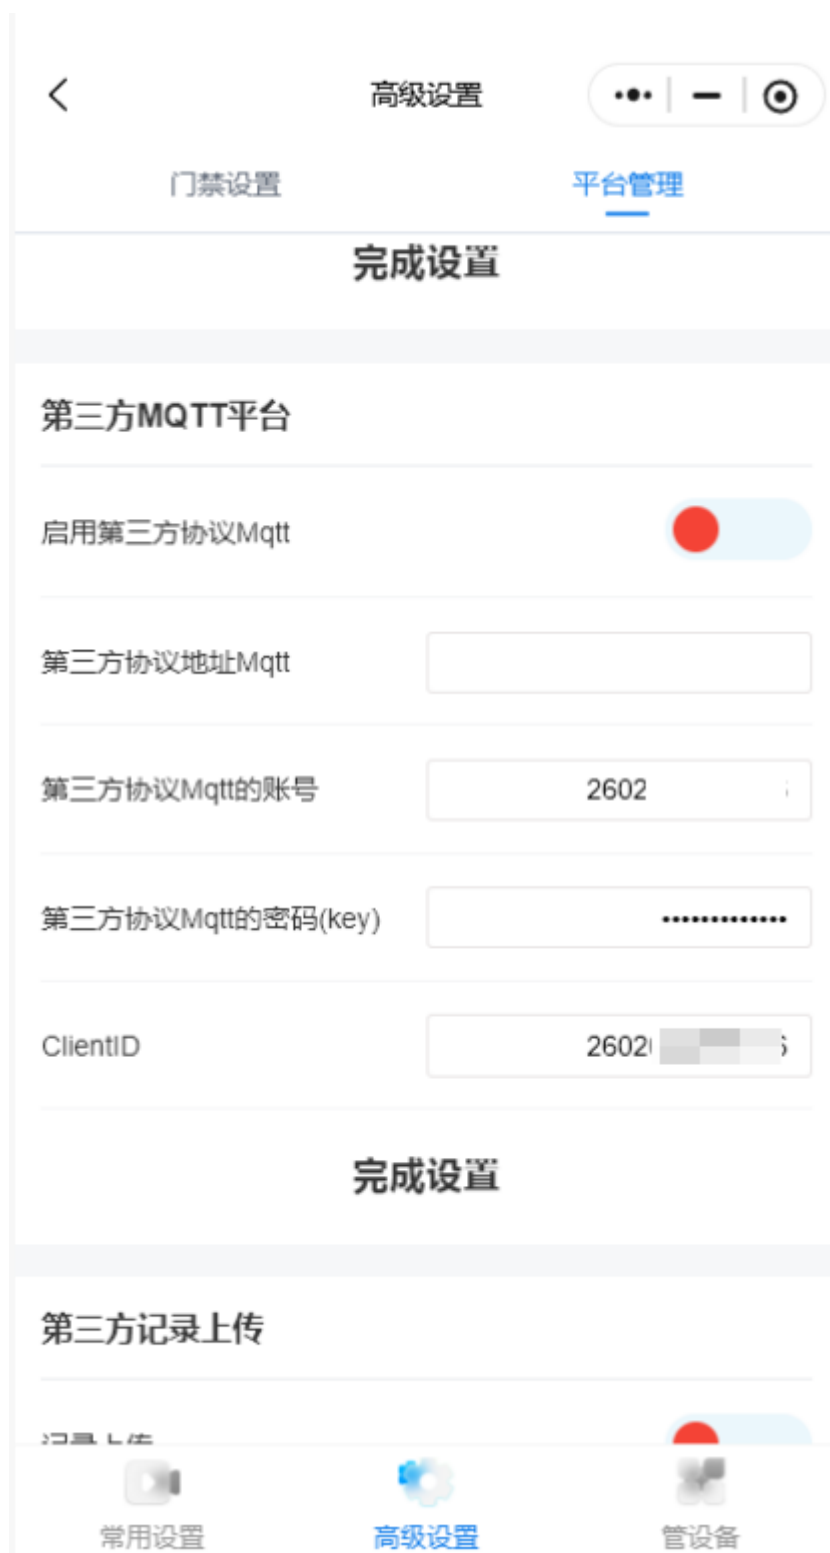 高级设置
门禁设置 平台管理
完成设置
第三方MQTT平台
启用第三方协议Mqtt
第三方协议地址Mqtt
第三方协议Mqtt的账号 2602
第三方协议Mqtt的密码(key) •••••••••••••
ClientID 2602
完成设置
第三方记录上传
记录上传
常用设置 高级设置 管设备